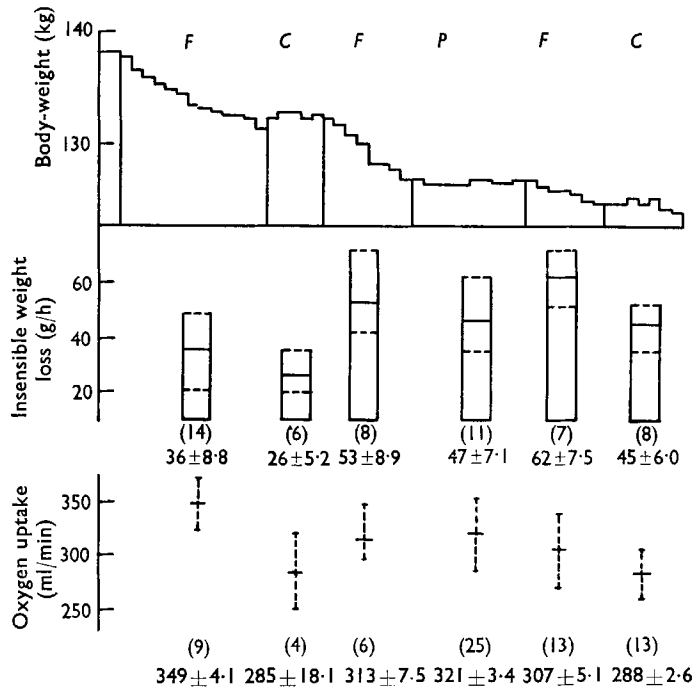 Body-weight (kg)
140
130
F C F P F C
Insensible weight
loss (g/h)
60
40
20
(14) (6) (8) (11) (7) (8)
36±8·8 26±5·2 53±8·9 47±7·1 62±7·5 45±6·0
Oxygen uptake
(ml/min)
350
300
250
(9) (4) (6) (25) (13) (13)
349±4·1 285±18·1 313±7·5 321±3·4 307±5·1 288±2·6